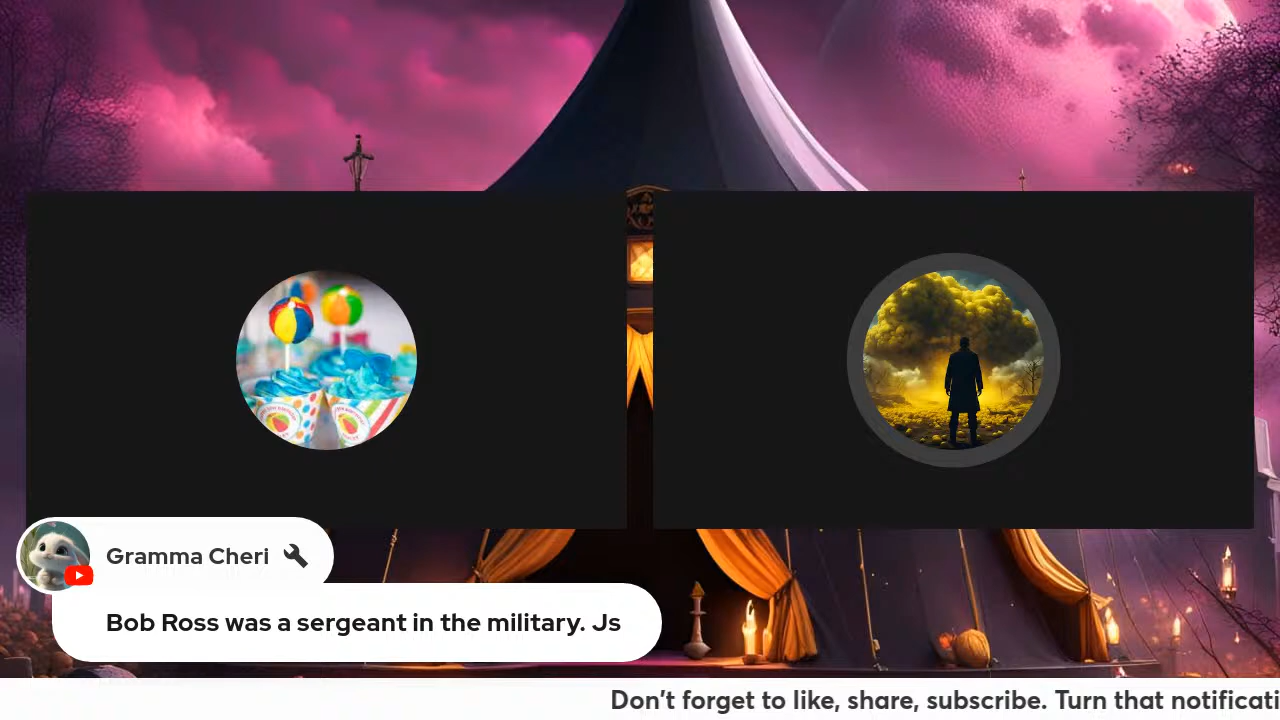 Gramma Cheri
Bob Ross was a sergeant in the military. Js
Don't forget to like, share, subscribe. Turn that notificati